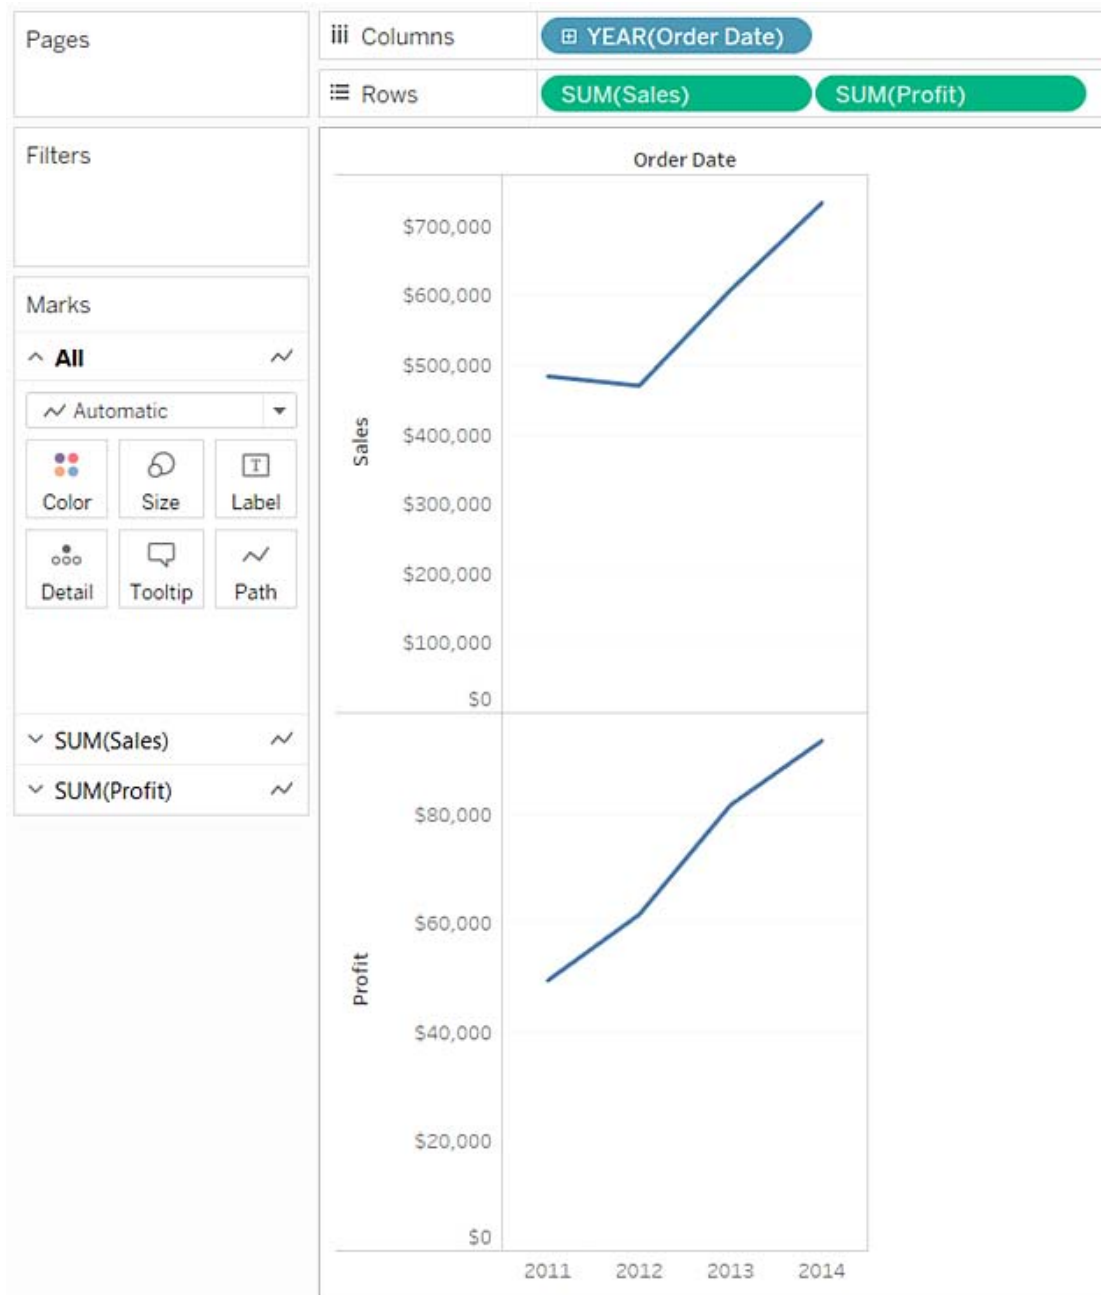 Pages
Columns
YEAR(Order Date)
Rows
SUM(Sales)
SUM(Profit)
Filters
Marks
All
Automatic
Color
Size
Label
Detail
Tooltip
Path
SUM(Sales)
SUM(Profit)
Order Date
Sales
$700,000
$600,000
$500,000
$400,000
$300,000
$200,000
$100,000
$0
Profit
$80,000
$60,000
$40,000
$20,000
$0
2011 2012 2013 2014